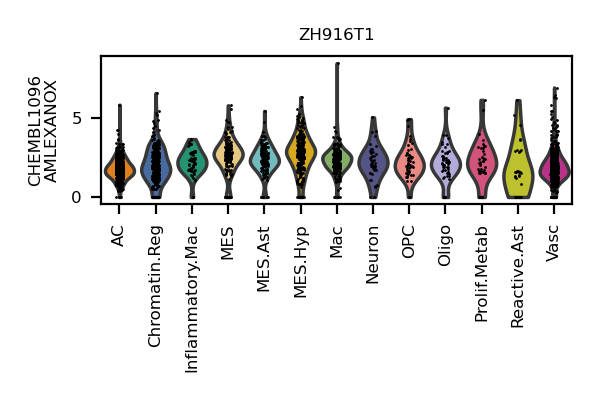 ZH916T1
CHEMBL1096
AMLEXANOX
5
0
AC
Chromatin.Reg
Inflammatory.Mac
MES
MES.Ast
MES.Hyp
Mac
Neuron
OPC
Oligo
Prolif.Metab
Reactive.Ast
Vasc